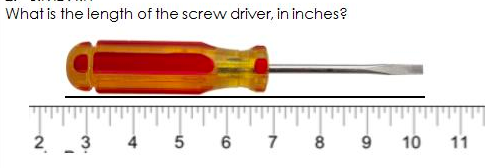 What is the length of the screw driver, in inches?
2 3 4 5 6 7 8 9 10 11